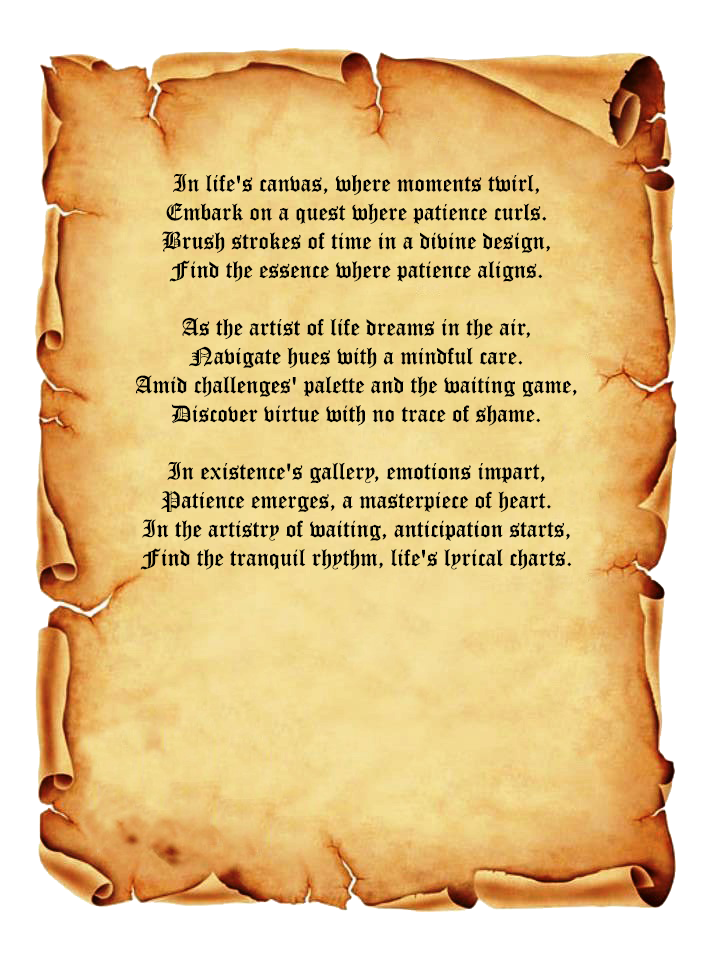 In life's canvas, where moments twirl,
Embark on a quest where patience curls.
Brush strokes of time in a divine design,
Find the essence where patience aligns.

As the artist of life dreams in the air,
Navigate hues with a mindful care.
Amid challenges' palette and the waiting game,
Discover virtue with no trace of shame.

In existence's gallery, emotions impart,
Patience emerges, a masterpiece of heart.
In the artistry of waiting, anticipation starts,
Find the tranquil rhythm, life's lyrical charts.